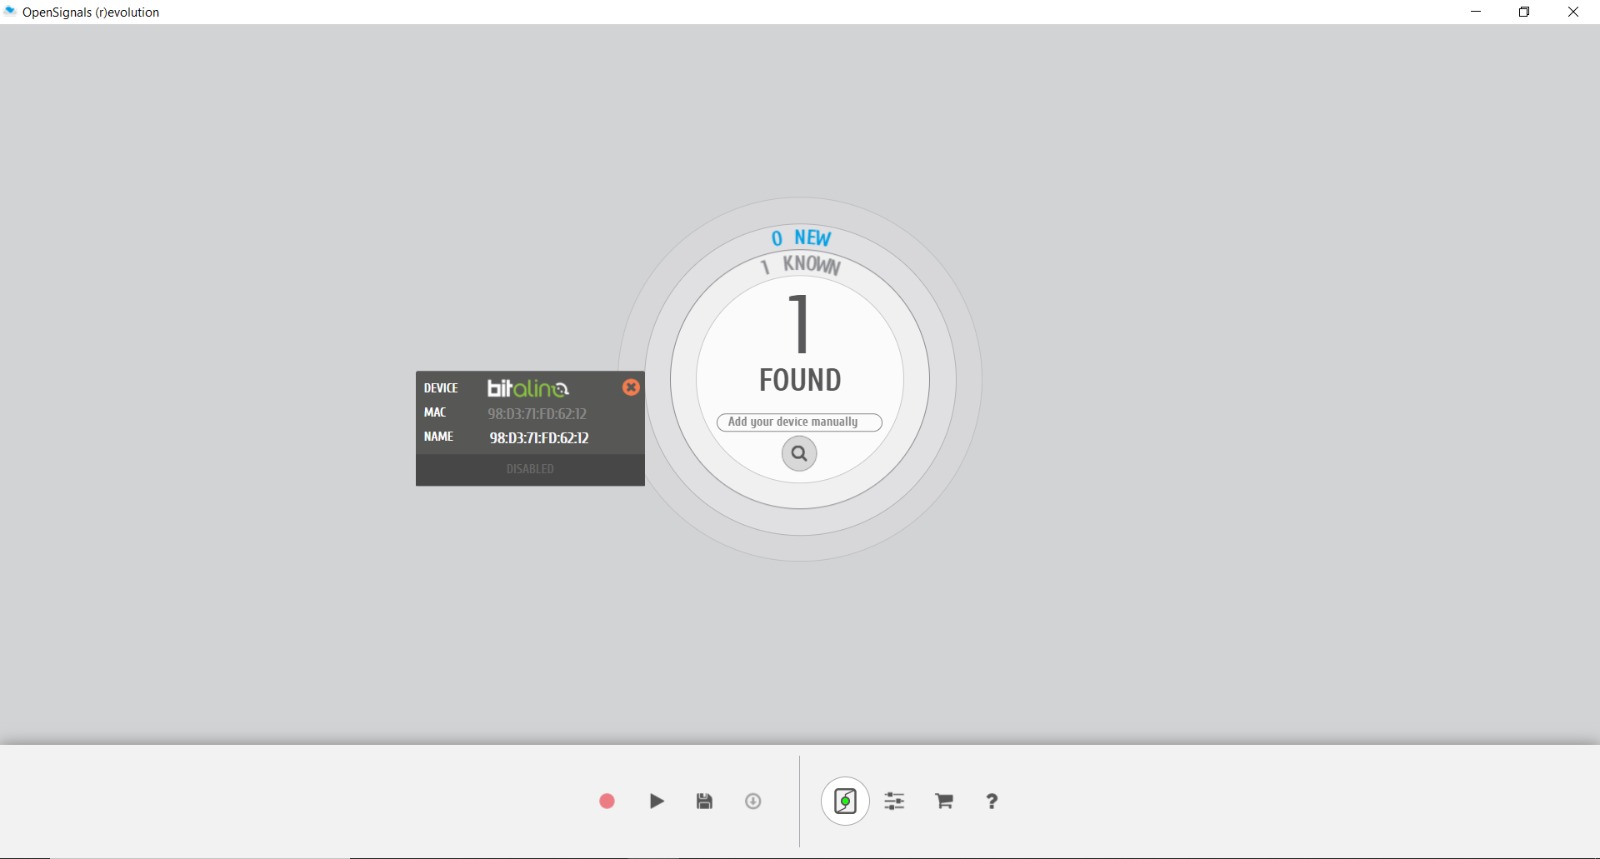 OpenSignals (r)evolution
0 NEW
1 KNOWN
1
FOUND
Add your device manually
DEVICE bitalino
MAC 98:D3:71:FD:62:12
NAME 98:D3:71:FD:62:12
DISABLED
?